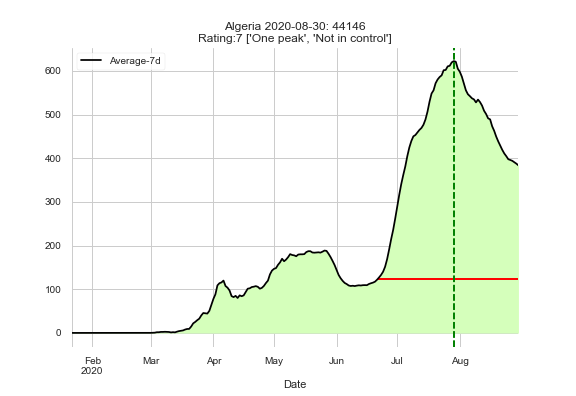 Algeria 2020-08-30: 44146
Rating:7 ['One peak', 'Not in control']
Average-7d
600
500
400
300
200
100
0
Feb
2020
Mar
Apr
May
Jun
Jul
Aug
Date